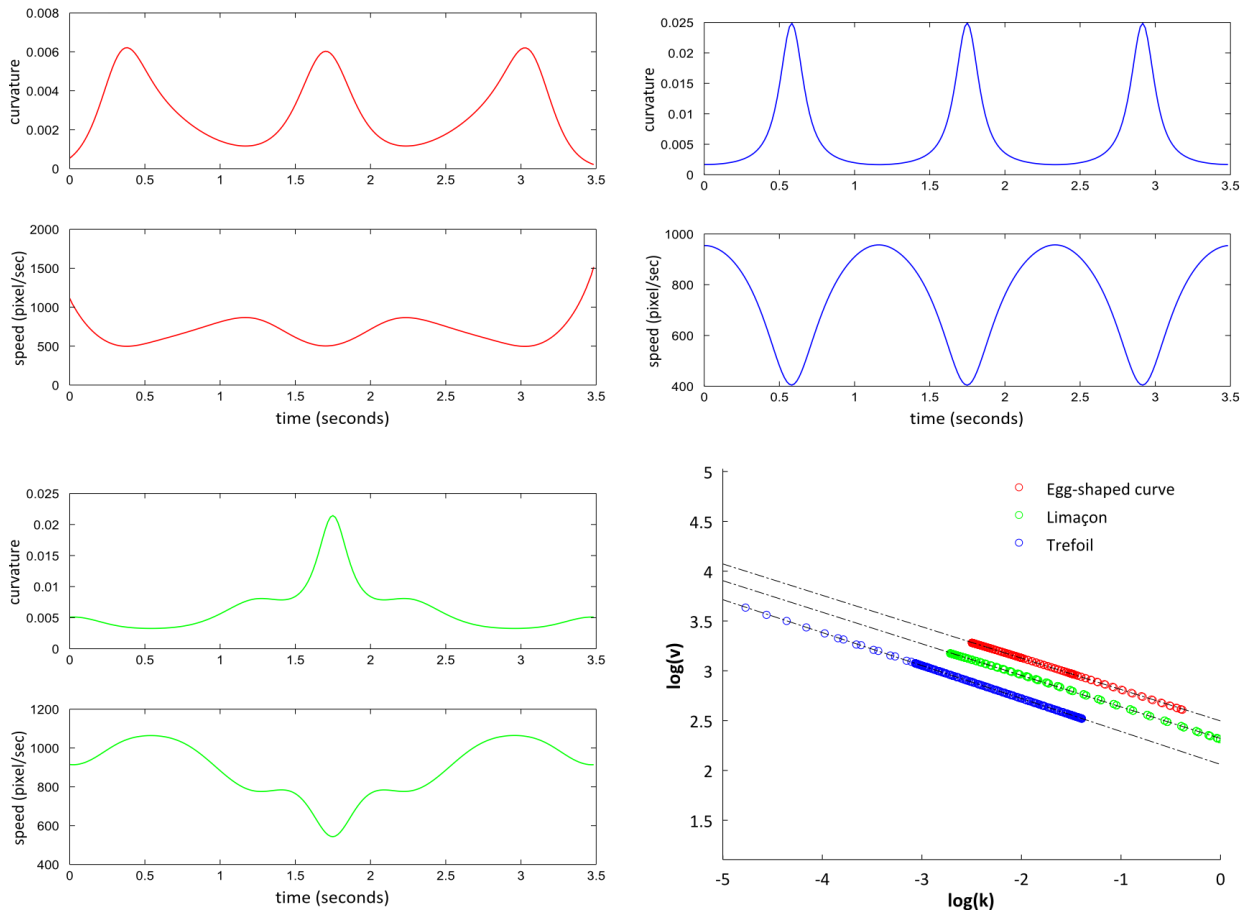 0.008
0.006
0.004
0.002
0
curvature
0 0.5 1 1.5 2 2.5 3 3.5
2000
1500
1000
500
0
speed (pixel/sec)
0 0.5 1 1.5 2 2.5 3 3.5
time (seconds)
0.025
0.02
0.015
0.01
0.005
0
curvature
0 0.5 1 1.5 2 2.5 3 3.5
1000
800
600
400
speed (pixel/sec)
0 0.5 1 1.5 2 2.5 3 3.5
time (seconds)
0.025
0.02
0.015
0.01
0.005
0
curvature
0 0.5 1 1.5 2 2.5 3 3.5
1200
1000
800
600
400
speed (pixel/sec)
0 0.5 1 1.5 2 2.5 3 3.5
time (seconds)
5
4.5
4
3.5
3
2.5
2
1.5
log(v)
Egg-shaped curve
Limaçon
Trefoil
-5 -4 -3 -2 -1 0
log(k)